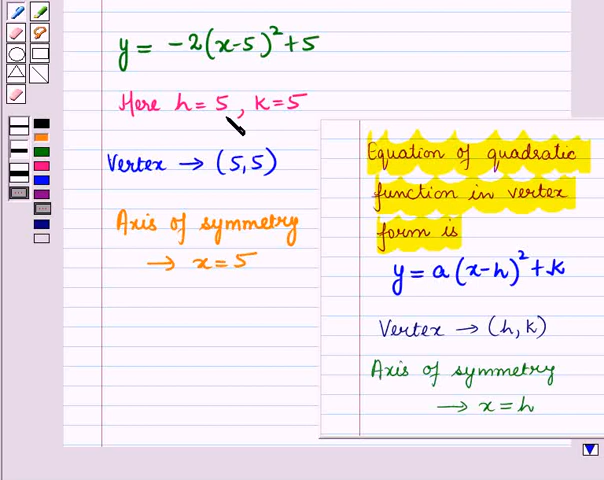 y = -2(x-5)² + 5
Here h = 5, k = 5
Vertex → (5,5)
Axis of symmetry
→ x = 5
Equation of quadratic
function in vertex
form is
y = a(x-h)² + k
Vertex → (h, k)
Axis of symmetry
→ x = h